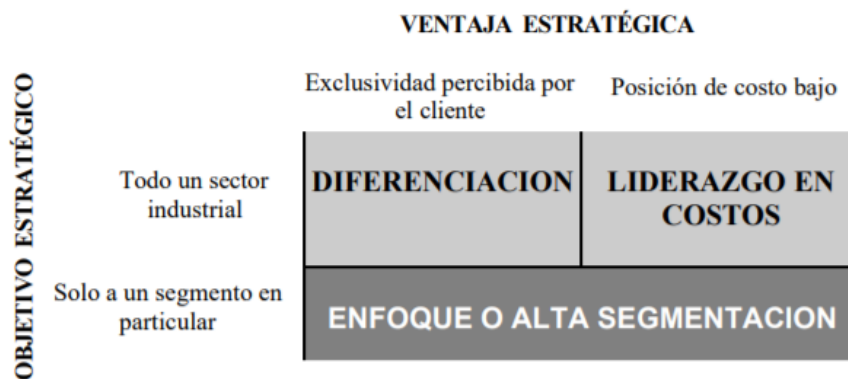 VENTAJA ESTRATÉGICA
Exclusividad percibida por
el cliente
Posición de costo bajo
OBJETIVO ESTRATÉGICO
Todo un sector
industrial
DIFERENCIACION
LIDERAZGO EN
COSTOS
Solo a un segmento en
particular
ENFOQUE O ALTA SEGMENTACION